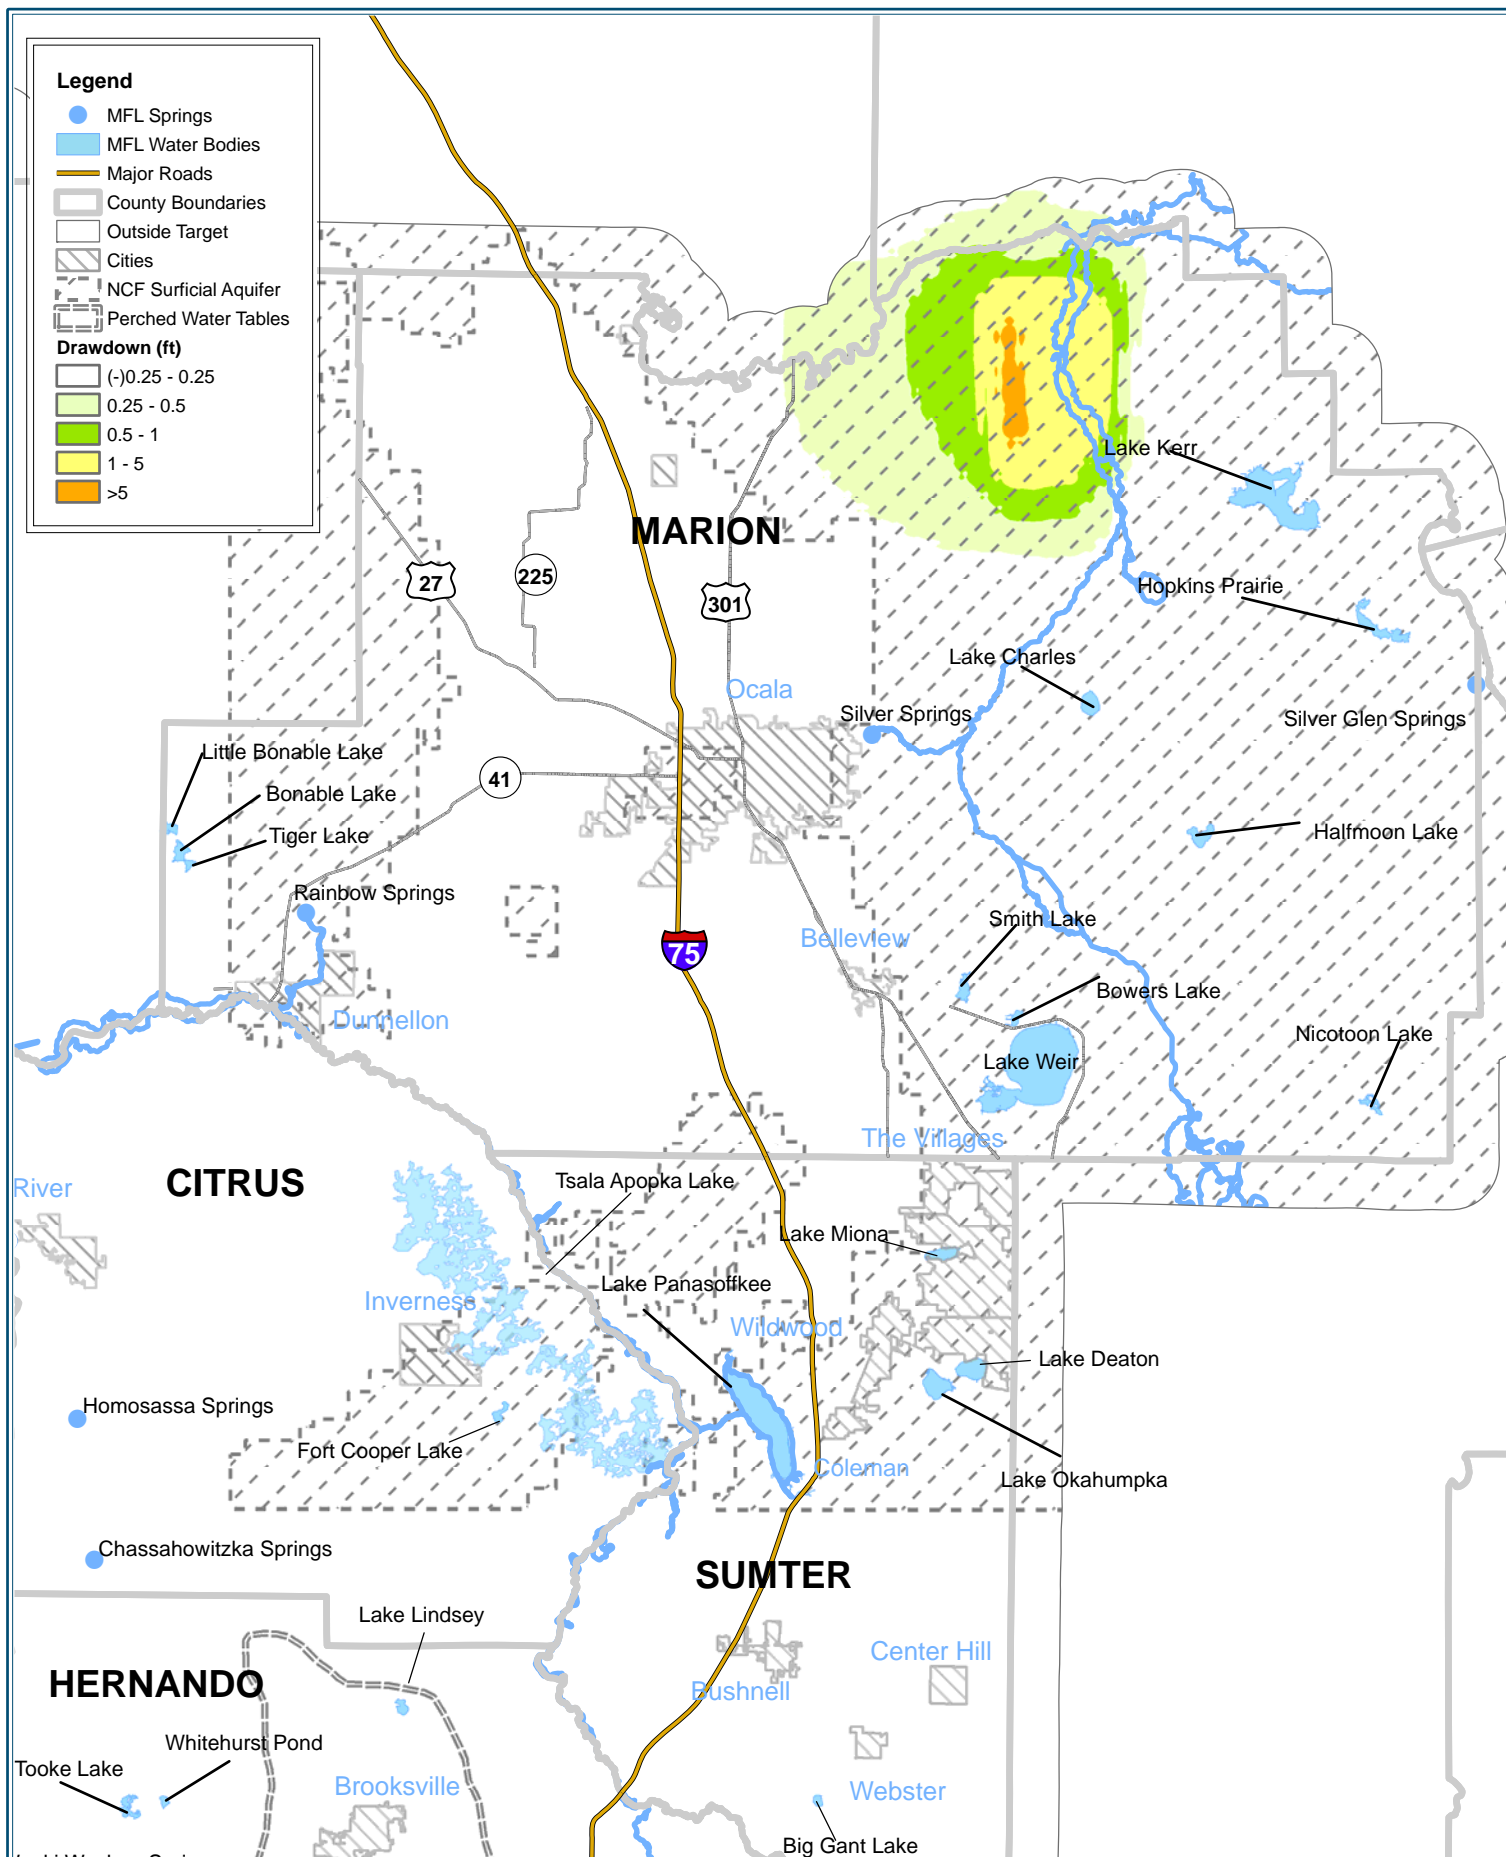 Legend
MFL Springs
MFL Water Bodies
Major Roads
County Boundaries
Outside Target
Cities
NCF Surficial Aquifer
Perched Water Tables
Drawdown (ft)
(-)0.25 - 0.25
0.25 - 0.5
0.5 - 1
1 - 5
>5
Lake Kerr
MARION
27
225
301
Hopkins Prairie
Lake Charles
Ocala
Silver Springs
Silver Glen Springs
Little Bonable Lake
41
Bonable Lake
Tiger Lake
Halfmoon Lake
Rainbow Springs
Smith Lake
Belleview
75
Bowers Lake
Dunnellon
Nicotoon Lake
Lake Weir
The Villages
River
CITRUS
Tsala Apopka Lake
Lake Miona
Lake Panasoffkee
Inverness
Wildwood
Lake Deaton
Homosassa Springs
Fort Cooper Lake
Coleman
Lake Okahumpka
Chassahowitzka Springs
SUMTER
Lake Lindsey
Center Hill
HERNANDO
Bushnell
Whitehurst Pond
Tooke Lake
Brooksville
Webster
Big Gant Lake